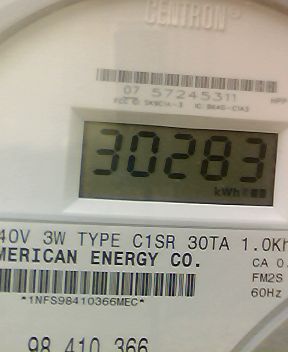 CENTRON®
07 57245311
30283
kWh
40V 3W TYPE C1SR 30TA 1.0Kh
MERICAN ENERGY CO.
CA 0.
FM2S
60Hz
*1NFS98410366MEC*
98 410 366